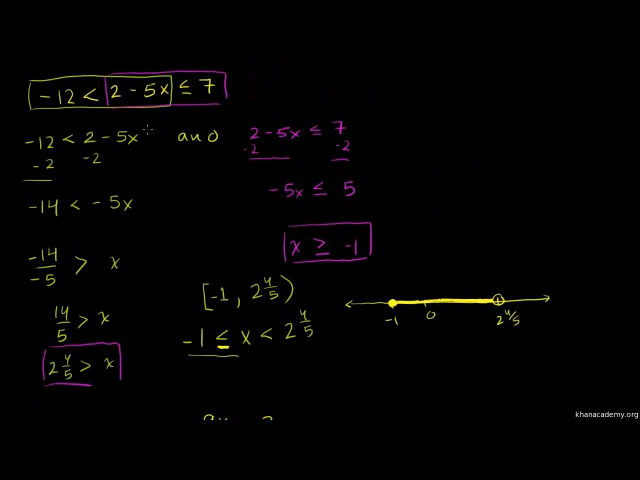 -12 < 2 - 5x ≤ 7
-12 < 2 - 5x and 2 - 5x ≤ 7
-2 -2 -2 -2
-14 < -5x -5x ≤ 5
-14/-5 > x x ≥ -1
[-1, 2 4/5)
14/5 > x -1 ≤ x < 2 4/5
-1 0 2 4/5
2 4/5 > x
khanacademy.org